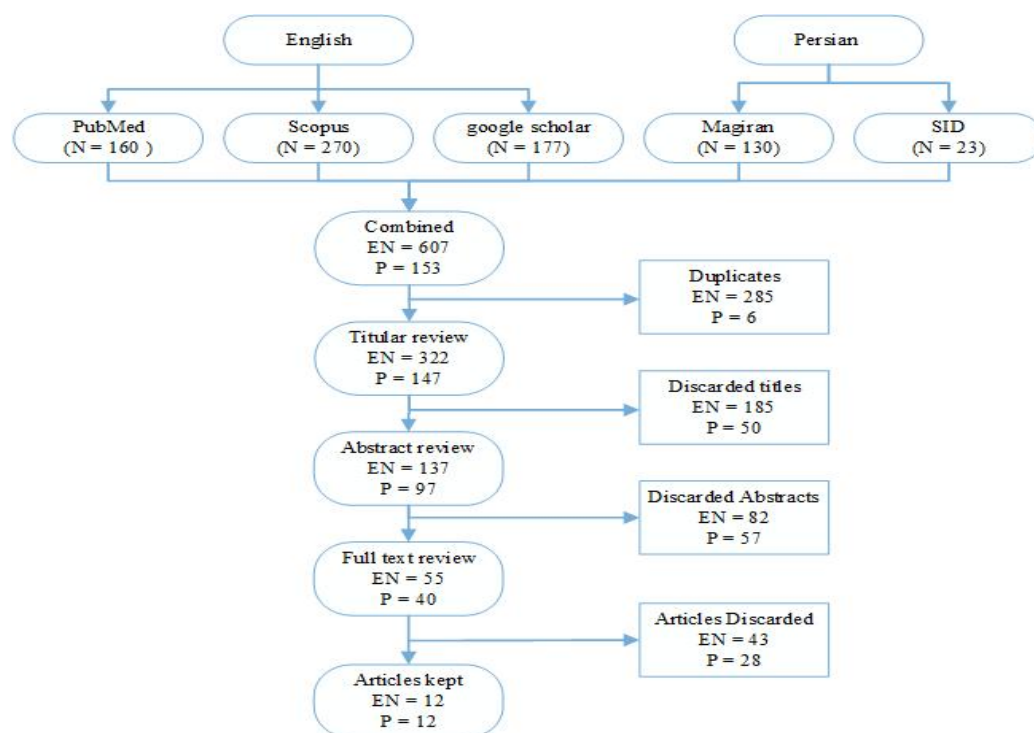 English
Persian
PubMed
(N = 160 )
Scopus
(N = 270)
google scholar
(N = 177)
Magiran
(N = 130)
SID
(N = 23)
Combined
EN = 607
P = 153
Duplicates
EN = 285
P = 6
Titular review
EN = 322
P = 147
Discarded titles
EN = 185
P = 50
Abstract review
EN = 137
P = 97
Discarded Abstracts
EN = 82
P = 57
Full text review
EN = 55
P = 40
Articles Discarded
EN = 43
P = 28
Articles kept
EN = 12
P = 12